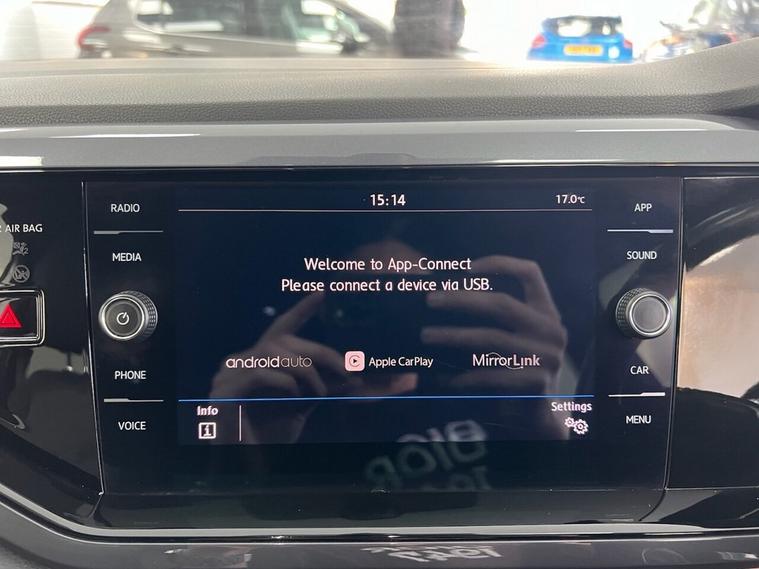 15:14
17.0°C
RADIO
MEDIA
PHONE
VOICE
AIR BAG
Welcome to App-Connect
Please connect a device via USB.
androidauto
Apple CarPlay
MirrorLink
Info
Settings
APP
SOUND
CAR
MENU
DIOR